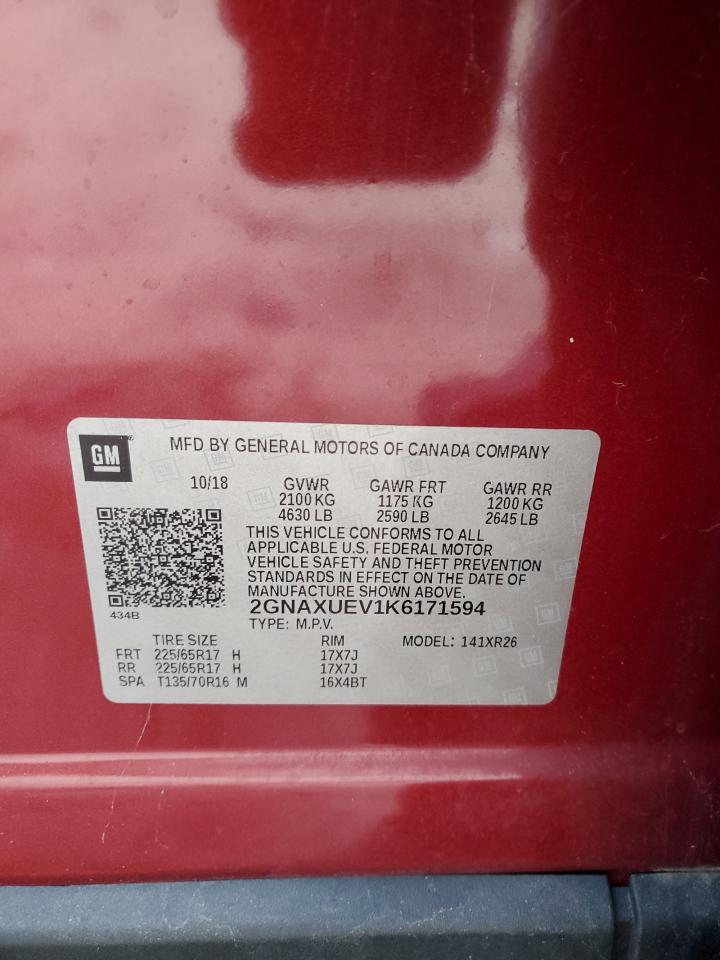 GM
MFD BY GENERAL MOTORS OF CANADA COMPANY
10/18 GVWR GAWR FRT GAWR RR
2100 KG 1175 KG 1200 KG
4630 LB 2590 LB 2645 LB
THIS VEHICLE CONFORMS TO ALL
APPLICABLE U.S. FEDERAL MOTOR
VEHICLE SAFETY AND THEFT PREVENTION
STANDARDS IN EFFECT ON THE DATE OF
MANUFACTURE SHOWN ABOVE.
434B 2GNAXUEV1K6171594
TYPE: M.P.V.
TIRE SIZE RIM MODEL: 141XR26
FRT 225/65R17 H 17X7J
RR 225/65R17 H 17X7J
SPA T135/70R16 M 16X4BT